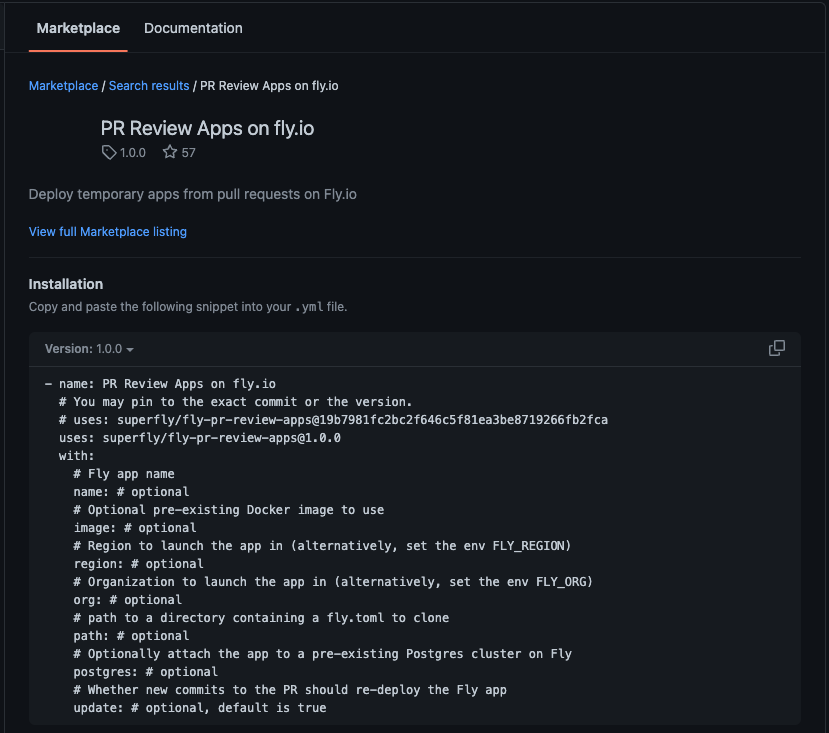 Marketplace Documentation
Marketplace / Search results / PR Review Apps on fly.io
PR Review Apps on fly.io
1.0.0 57
Deploy temporary apps from pull requests on Fly.io
View full Marketplace listing
Installation
Copy and paste the following snippet into your .yml file.
Version: 1.0.0
- name: PR Review Apps on fly.io
  # You may pin to the exact commit or the version.
  # uses: superfly/fly-pr-review-apps@19b7981fc2bc2f646c5f81ea3be8719266fb2fca
  uses: superfly/fly-pr-review-apps@1.0.0
  with:
    # Fly app name
    name: # optional
    # Optional pre-existing Docker image to use
    image: # optional
    # Region to launch the app in (alternatively, set the env FLY_REGION)
    region: # optional
    # Organization to launch the app in (alternatively, set the env FLY_ORG)
    org: # optional
    # path to a directory containing a fly.toml to clone
    path: # optional
    # Optionally attach the app to a pre-existing Postgres cluster on Fly
    postgres: # optional
    # Whether new commits to the PR should re-deploy the Fly app
    update: # optional, default is true